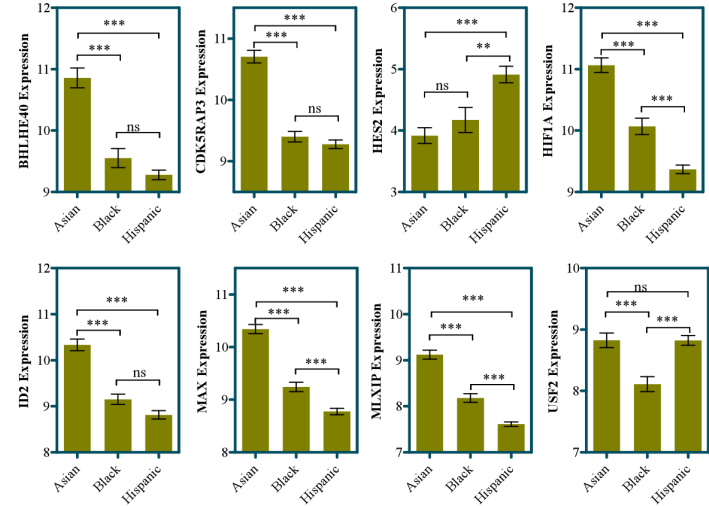 BHLHE40 Expression
12
11
10
9
***
***
ns
Asian
Black
Hispanic
CDK5RAP3 Expression
11
10
9
***
***
ns
Asian
Black
Hispanic
HES2 Expression
6
5
4
3
***
**
ns
Asian
Black
Hispanic
HIF1A Expression
12
11
10
9
***
***
***
Asian
Black
Hispanic
ID2 Expression
12
11
10
9
8
***
***
ns
Asian
Black
Hispanic
MAX Expression
11
10
9
8
***
***
***
Asian
Black
Hispanic
MLXIP Expression
11
10
9
8
7
***
***
***
Asian
Black
Hispanic
USF2 Expression
10
9
8
7
ns
***
***
Asian
Black
Hispanic